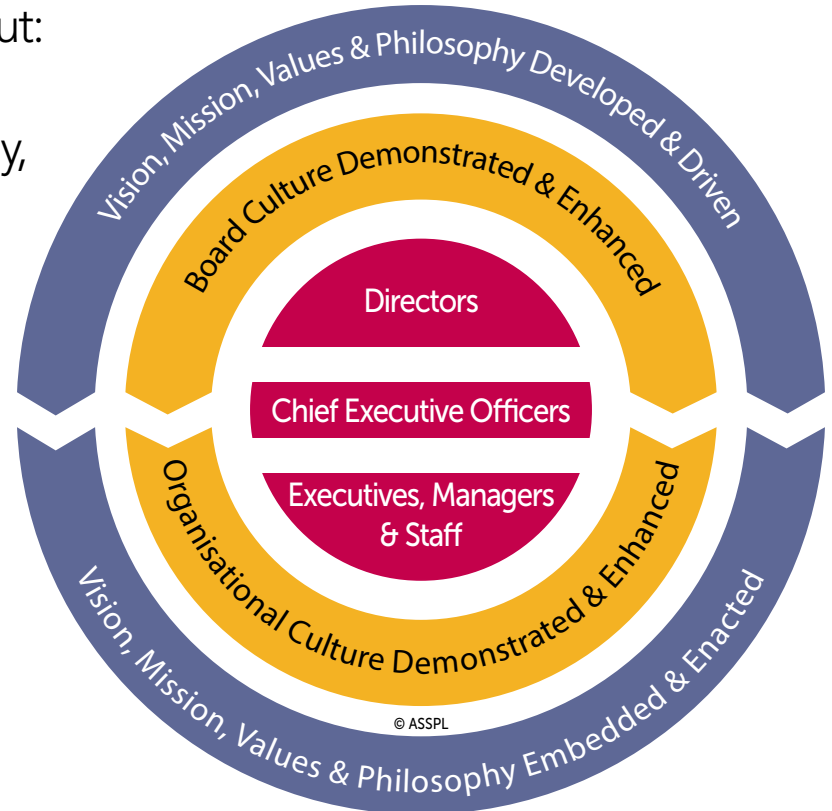 ut:
y,
Vision, Mission, Values & Philosophy Developed & Driven
Board Culture Demonstrated & Enhanced
Directors
Chief Executive Officers
Executives, Managers
& Staff
Organisational Culture Demonstrated & Enhanced
© ASSPL
Vision, Mission, Values & Philosophy Embedded & Enacted